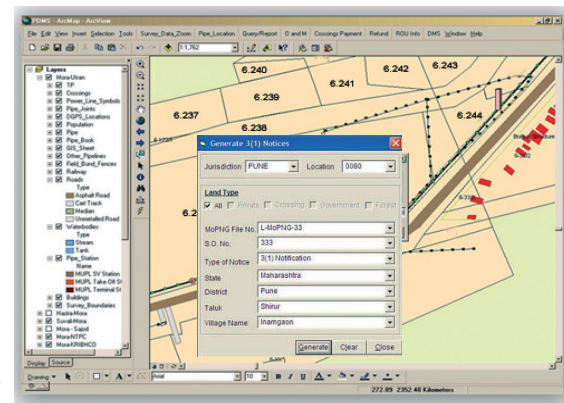 PDMS - ArcMap - ArcView
File Edit View Insert Selection Tools Survey_Data_Zoom Pipe_Location Query/Report O and M Crossings Payment Refund ROU Info DMS Window Help
1:1,762
Layers
Mora-Utran
TP
Crossings
Power_Line_Symbols
Pipe_Joints
DGPS_Locations
Population
Pipe
Pipe_Book
GIS_Sheet
Other_Pipelines
Field_Bund_Fences
Railway
Roads
Type
Asphalt Road
Cart Track
Median
Unmetalled Road
Waterbodies
Type
Stream
Tank
Pipe_Station
Name
MUPL SV Station
MUPL Take Off St
MUPL Terminal St
Buildings
Survey_Boundaries
Hazira-Mora
Suvali-Mora
Mora - Sajod
Mora-NTPC
Mora-KRIBHCO
Display Source
6.240
6.241
6.242
6.243
6.239
6.237
6.238
6.244
6.2
Generate 3(1) Notices
Jurisdiction PUNE Location 0080
Land Type
All Private Crossing Government Forest
MoPNG File No. L-MoPNG-33
S.O. No. 333
Type of Notice 3(1) Notification
State Maharashtra
District Pune
Taluk Shirur
Village Name Inamgaon
Generate Clear Close
Drawing Arial 10 B I U A
272.89 2352.48 Kilometers